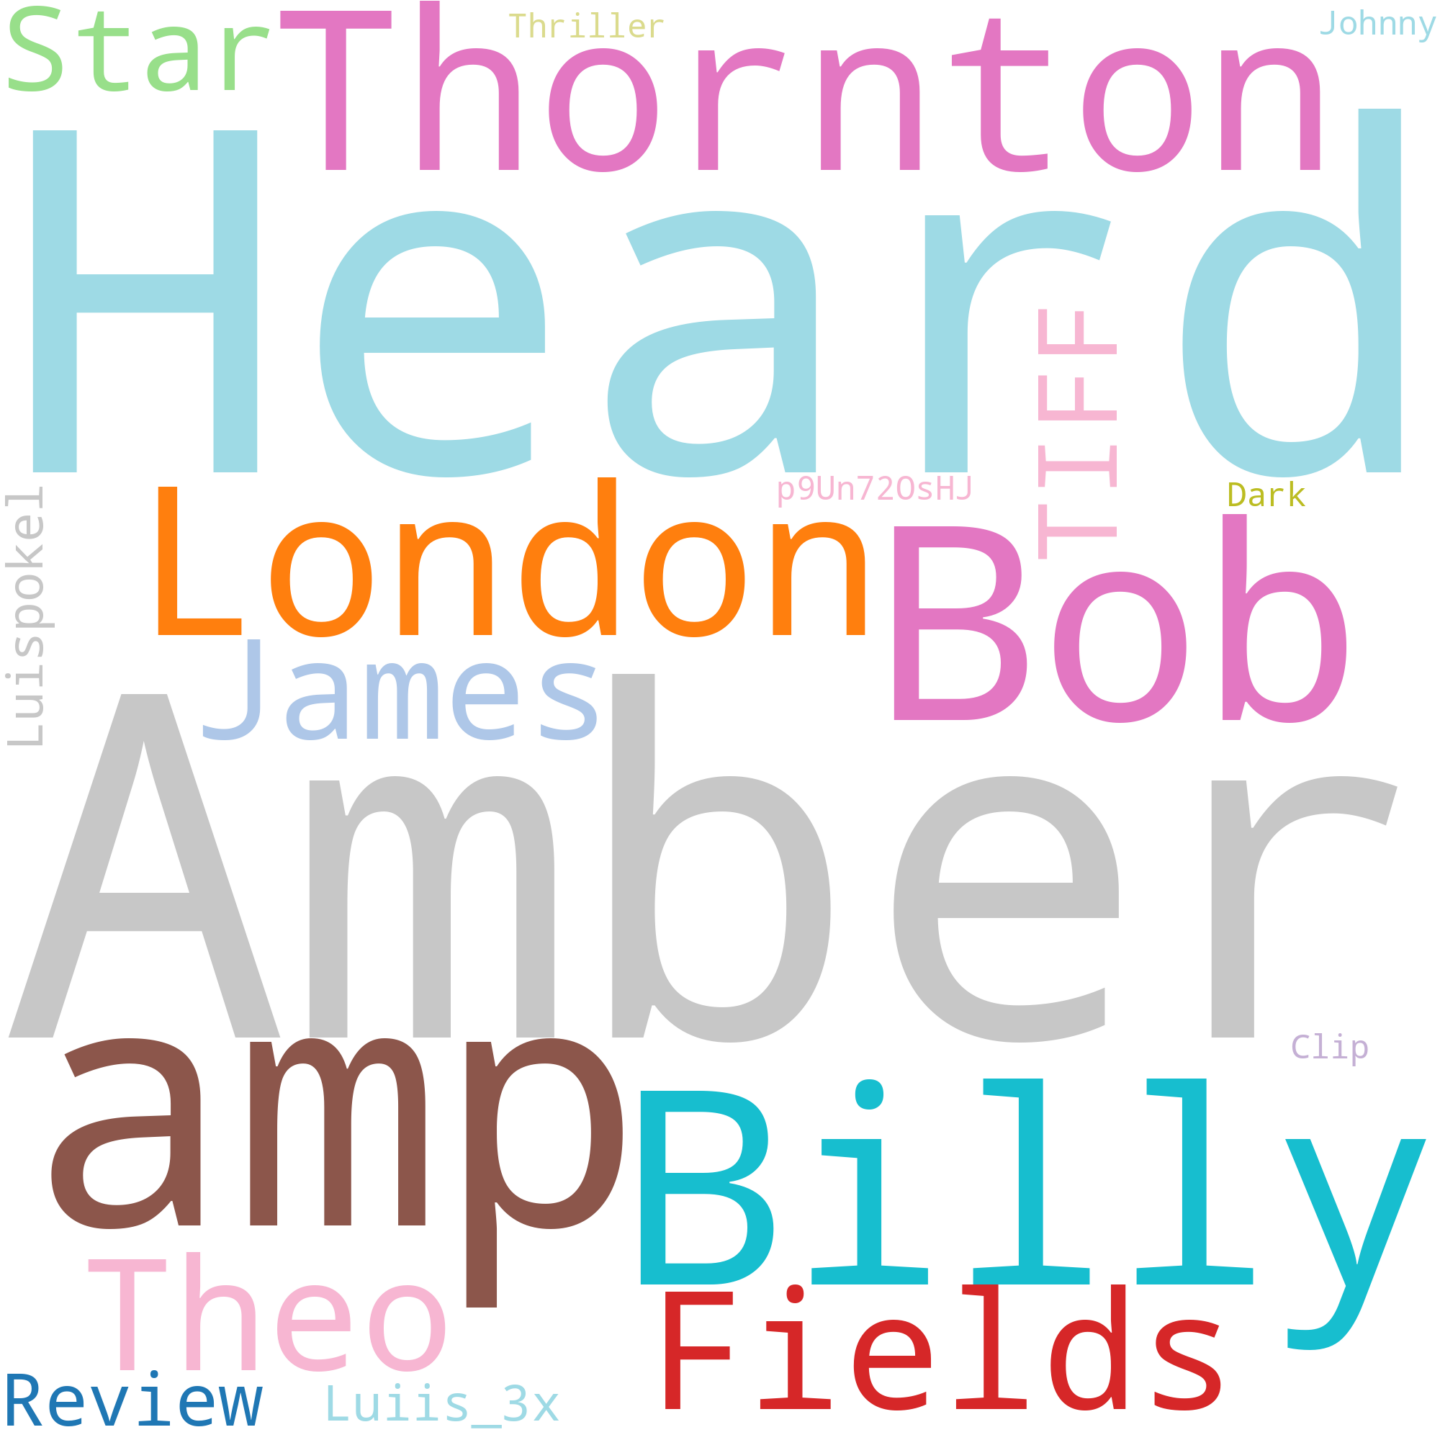 Star
Thornton
Thriller
Johnny
Heard
TIFF
London
p9Un72OsHJ
Dark
Bob
Luispokel
James
Amber
amp
Clip
Billy
Theo
Fields
Review
Luiis_3x